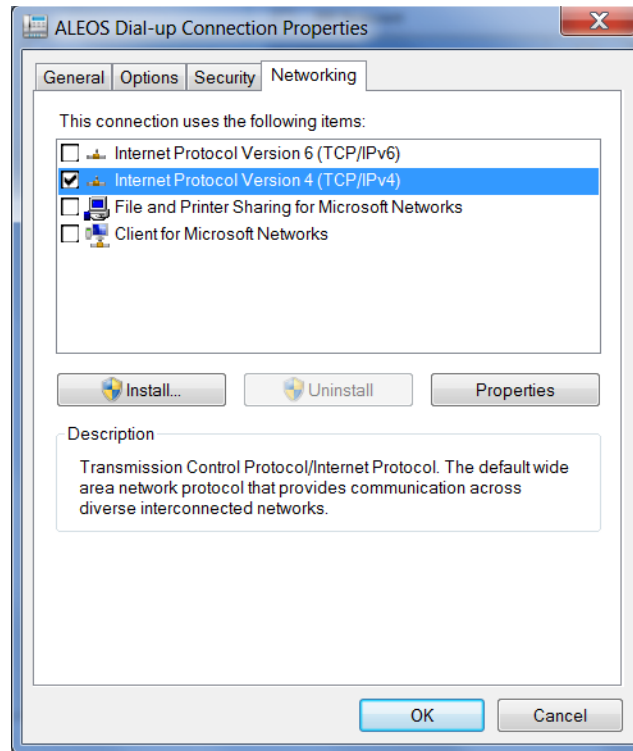 ALEOS Dial-up Connection Properties
General Options Security Networking
This connection uses the following items:
Internet Protocol Version 6 (TCP/IPv6)
Internet Protocol Version 4 (TCP/IPv4)
File and Printer Sharing for Microsoft Networks
Client for Microsoft Networks
Install... Uninstall Properties
Description
Transmission Control Protocol/Internet Protocol. The default wide
area network protocol that provides communication across
diverse interconnected networks.
OK Cancel